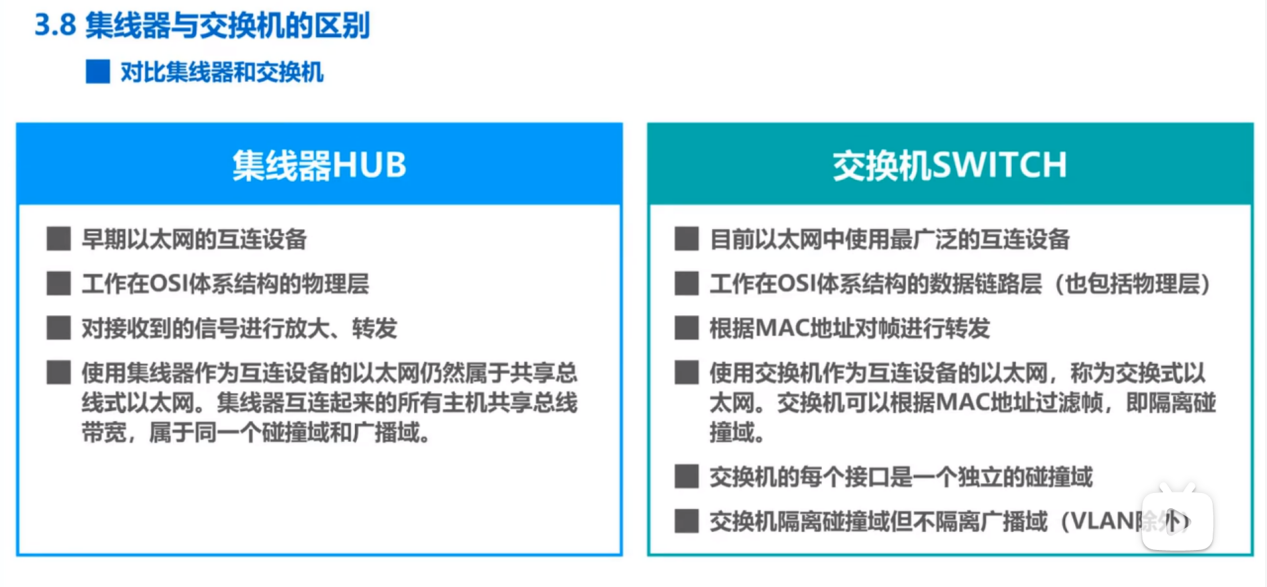 3.8 集线器与交换机的区别
对比集线器和交换机
集线器HUB
早期以太网的互连设备
工作在OSI体系结构的物理层
对接收到的信号进行放大、转发
使用集线器作为互连设备的以太网仍然属于共享总
线式以太网。集线器互连起来的所有主机共享总线
带宽，属于同一个碰撞域和广播域。
交换机SWITCH
目前以太网中使用最广泛的互连设备
工作在OSI体系结构的数据链路层（也包括物理层）
根据MAC地址对帧进行转发
使用交换机作为互连设备的以太网，称为交换式以
太网。交换机可以根据MAC地址过滤帧，即隔离碰
撞域。
交换机的每个接口是一个独立的碰撞域
交换机隔离碰撞域但不隔离广播域（VLAN除外）